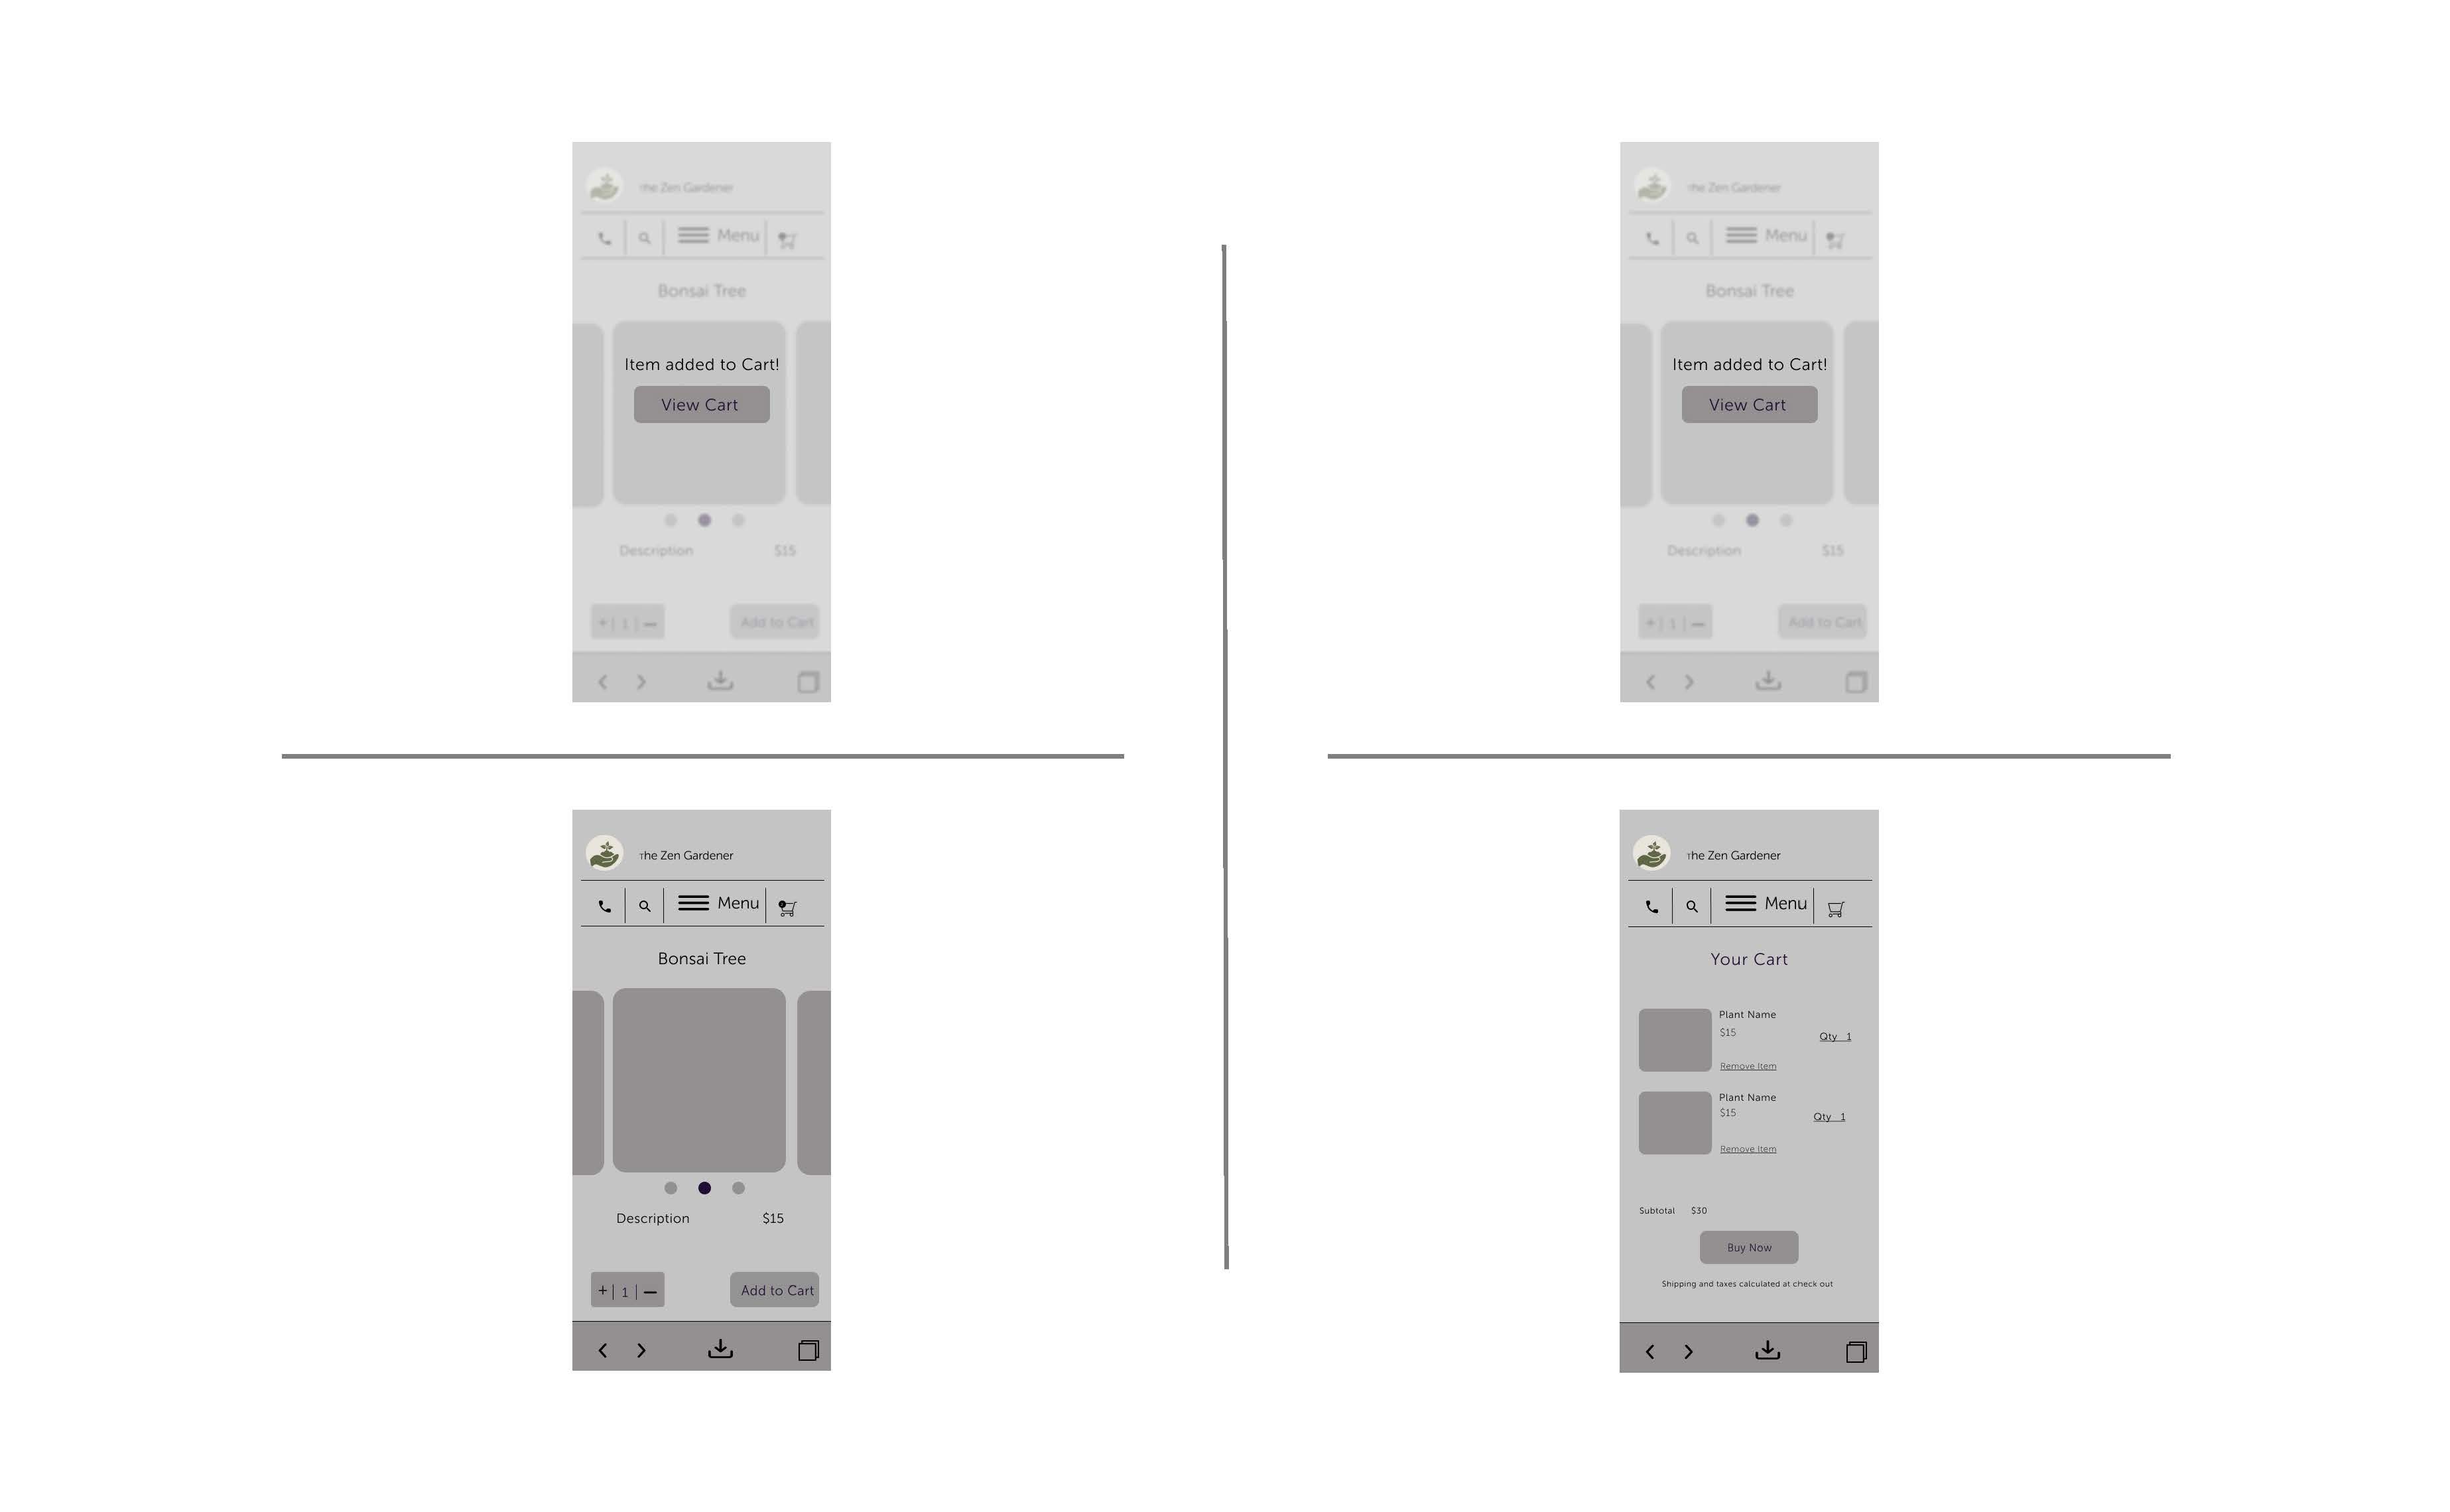 The Zen Gardener
Menu
Bonsai Tree
Item added to Cart!
View Cart
Description $15
+ | 1 | —
Add to Cart
The Zen Gardener
Menu
Bonsai Tree
Item added to Cart!
View Cart
Description $15
+ | 1 | —
Add to Cart
The Zen Gardener
Menu
Bonsai Tree
Description $15
+ | 1 | —
Add to Cart
The Zen Gardener
Menu
Your Cart
Plant Name
$15
Qty 1
Remove Item
Plant Name
$15
Qty 1
Remove Item
Subtotal $30
Buy Now
Shipping and taxes calculated at check out